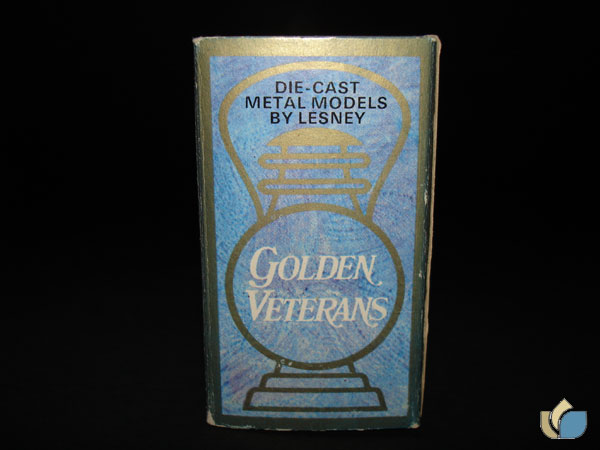 DIE-CAST
METAL MODELS
BY LESNEY
GOLDEN
VETERANS